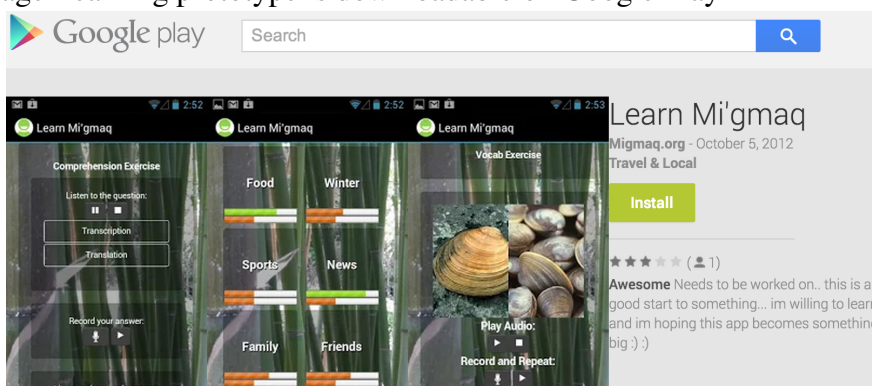 Google play
Search
2:52
Learn Mi'gmaq
Comprehension Exercise
Listen to the question:
Transcription
Translation
Record your answer:
2:52
Learn Mi'gmaq
Food Winter
Sports News
Family Friends
2:53
Learn Mi'gmaq
Vocab Exercise
Play Audio:
Record and Repeat:
Learn Mi'gmaq
Migmaq.org - October 5, 2012
Travel & Local
Install
(1)
Awesome Needs to be worked on.. this is a
good start to something... im willing to learn
and im hoping this app becomes something
big :) :)